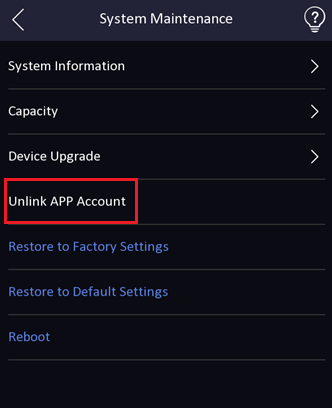 System Maintenance
System Information
Capacity
Device Upgrade
Unlink APP Account
Restore to Factory Settings
Restore to Default Settings
Reboot